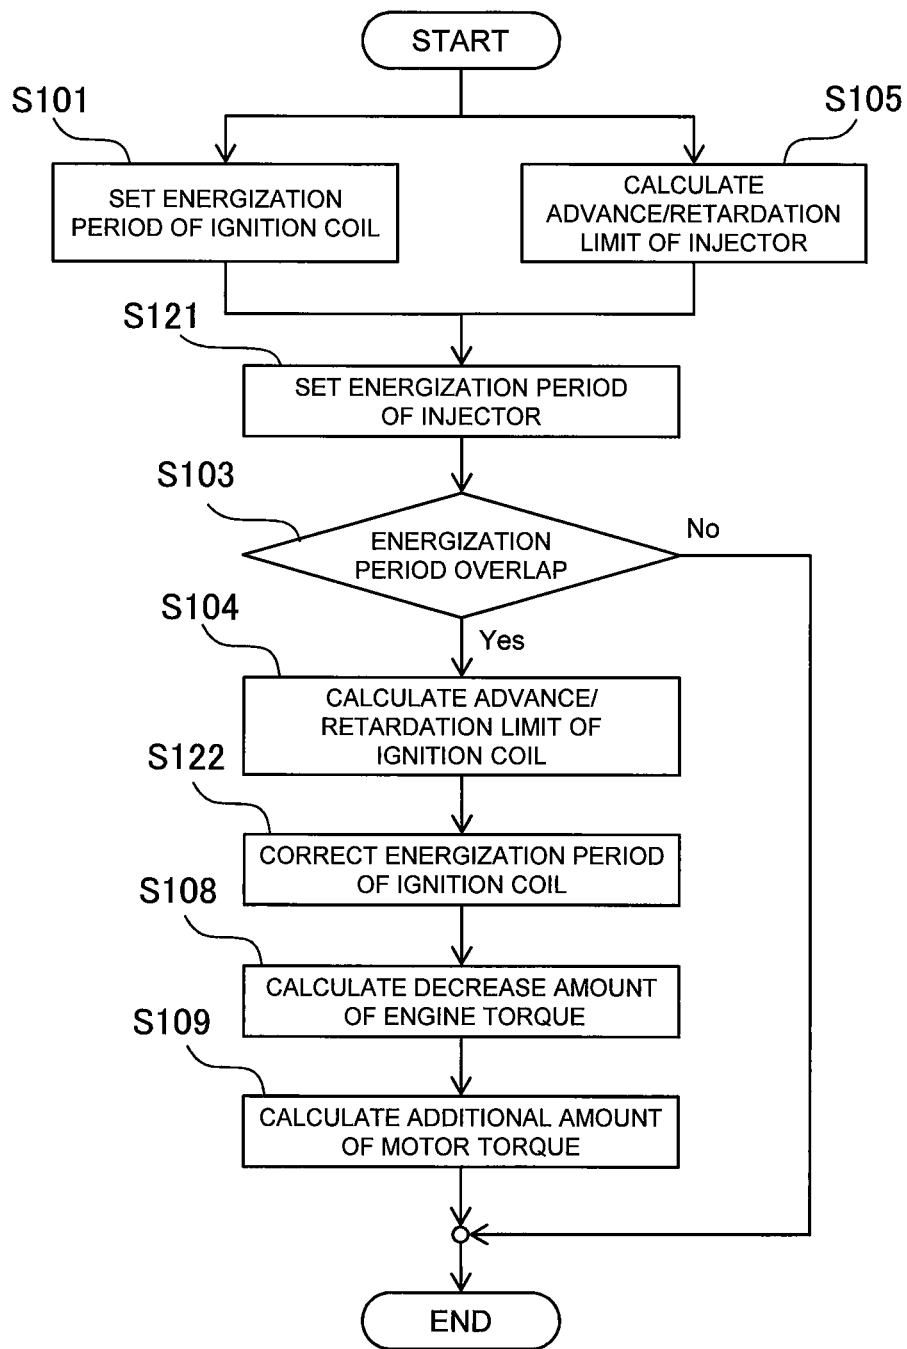 START
S101
S105
SET ENERGIZATION
PERIOD OF IGNITION COIL
CALCULATE
ADVANCE/RETARDATION
LIMIT OF INJECTOR
S121
SET ENERGIZATION PERIOD
OF INJECTOR
S103
ENERGIZATION
PERIOD OVERLAP
No
S104
Yes
CALCULATE ADVANCE/
RETARDATION LIMIT OF
IGNITION COIL
S122
CORRECT ENERGIZATION PERIOD
OF IGNITION COIL
S108
CALCULATE DECREASE AMOUNT
OF ENGINE TORQUE
S109
CALCULATE ADDITIONAL AMOUNT
OF MOTOR TORQUE
END